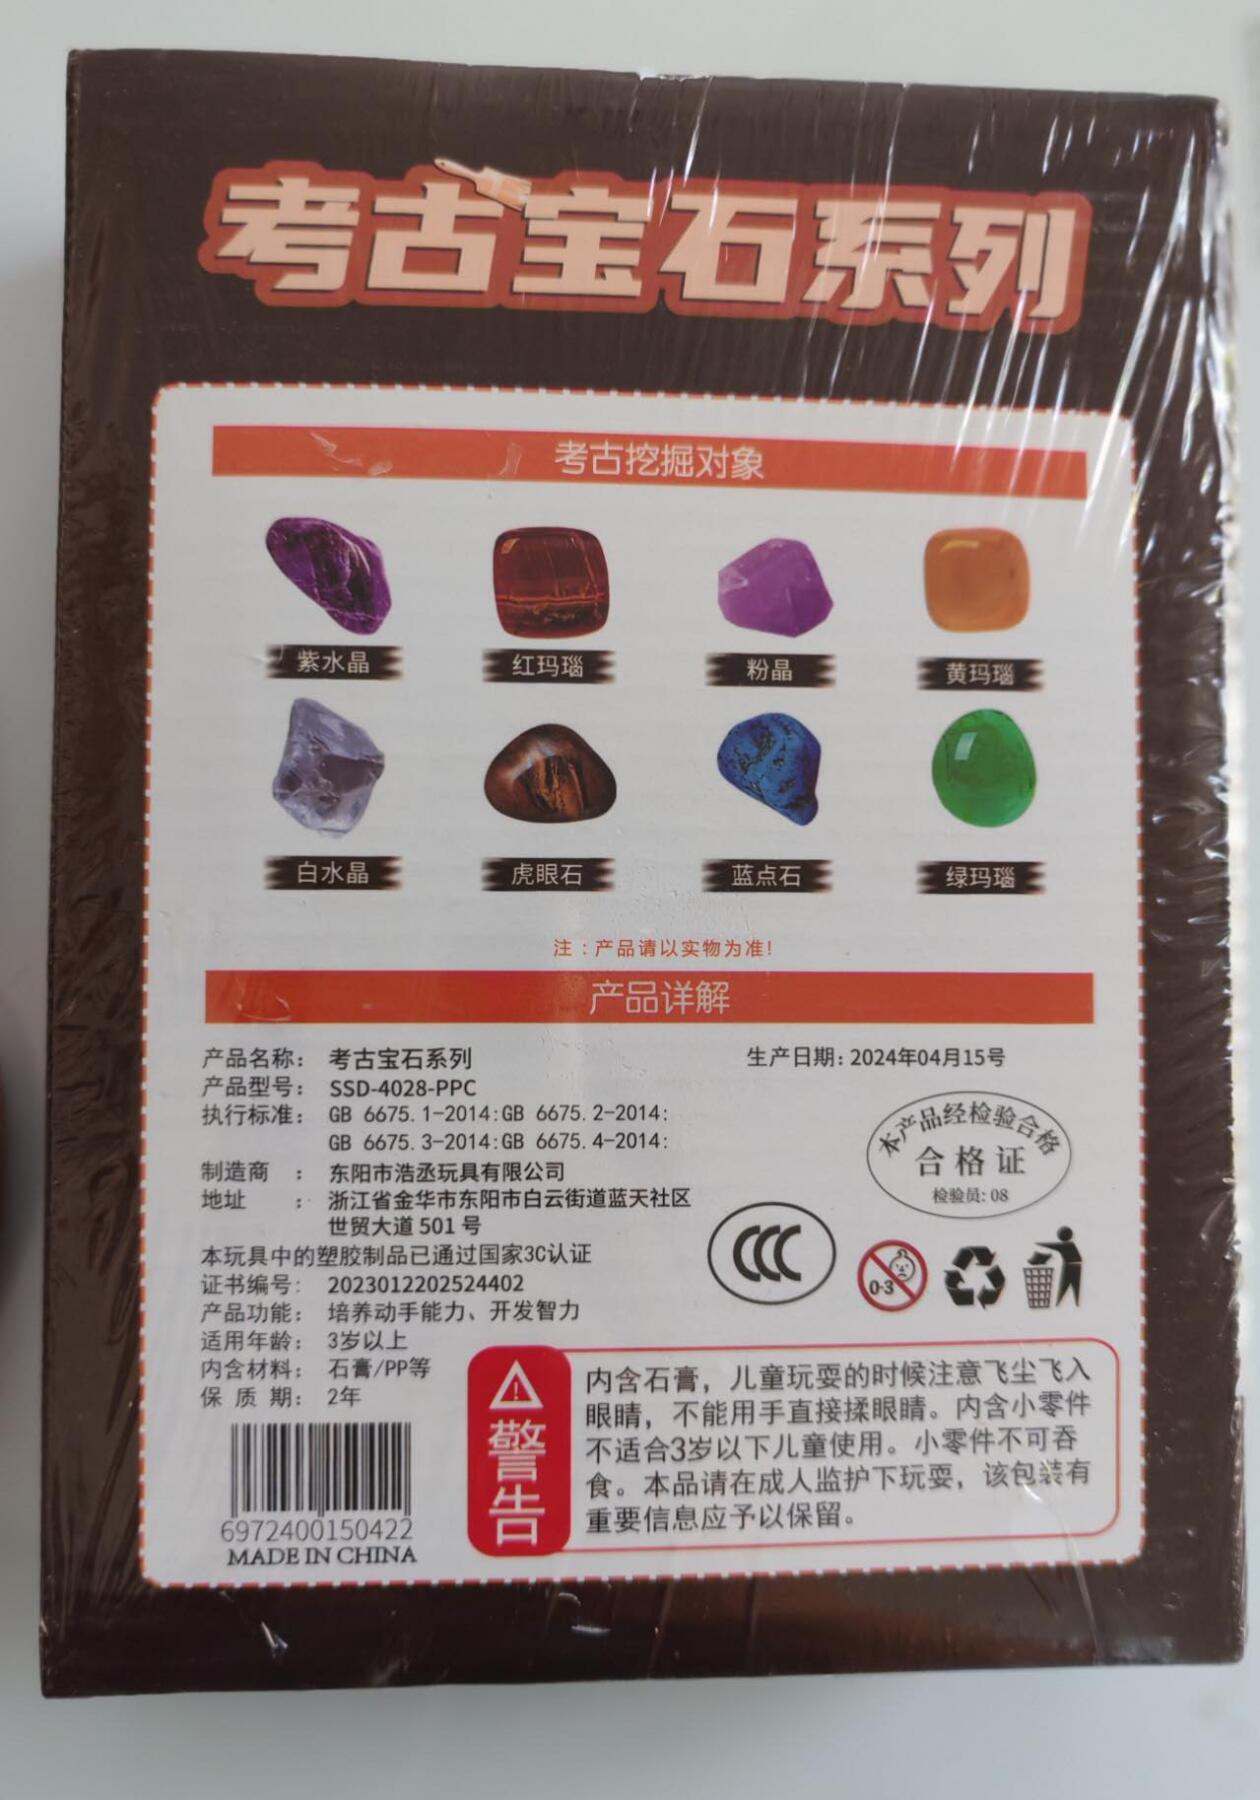 考古宝石系列
考古挖掘对象
紫水晶
红玛瑙
粉晶
黄玛瑙
白水晶
虎眼石
蓝点石
绿玛瑙
注：产品请以实物为准!
产品详解
产品名称： 考古宝石系列
生产日期: 2024年04月15号
产品型号： SSD-4028-PPC
执行标准： GB 6675.1-2014:GB 6675.2-2014:
GB 6675.3-2014:GB 6675.4-2014:
制造商 ： 东阳市浩丞玩具有限公司
地址 ： 浙江省金华市东阳市白云街道蓝天社区
世贸大道 501 号
本玩具中的塑胶制品已通过国家3C认证
证书编号： 2023012202524402
产品功能： 培养动手能力、开发智力
适用年龄： 3岁以上
内含材料： 石膏/PP等
保 质 期： 2年
本产品经检验合格
合格证
检验员: 08
CCC
0-3
6972400150422
MADE IN CHINA
警告
内含石膏，儿童玩耍的时候注意飞尘飞入
眼睛，不能用手直接揉眼睛。内含小零件
不适合3岁以下儿童使用。小零件不可吞
食。本品请在成人监护下玩耍，该包装有
重要信息应予以保留。